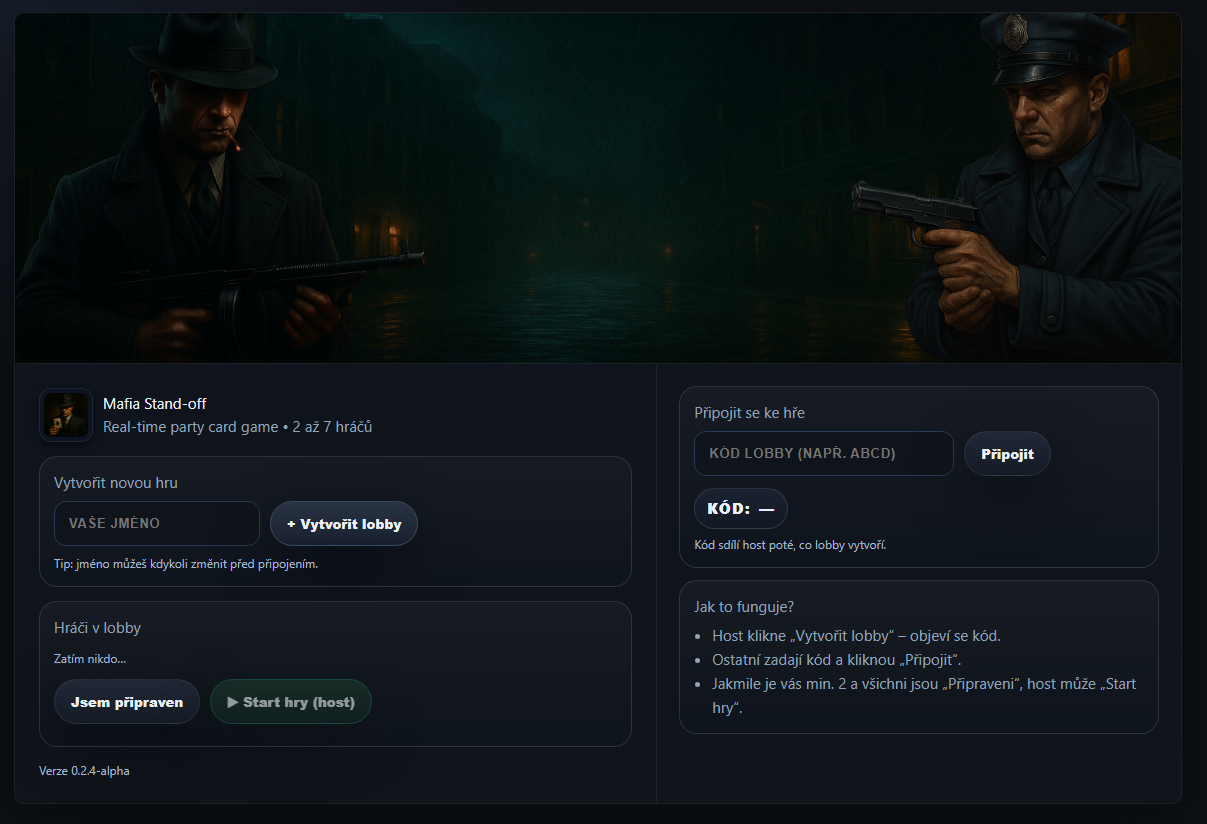 Mafia Stand-off
Real-time party card game • 2 až 7 hráčů
Vytvořit novou hru
VAŠE JMÉNO
+ Vytvořit lobby
Tip: jméno můžeš kdykoli změnit před připojením.
Hráči v lobby
Zatím nikdo...
Jsem připraven
▶ Start hry (host)
Verze 0.2.4-alpha
Připojit se ke hře
KÓD LOBBY (NAPŘ. ABCD)
Připojit
KÓD: —
Kód sdílí host poté, co lobby vytvoří.
Jak to funguje?
• Host klikne „Vytvořit lobby“ – objeví se kód.
• Ostatní zadají kód a kliknou „Připojit“.
• Jakmile je vás min. 2 a všichni jsou „Připraveni“, host může „Start
hry“.